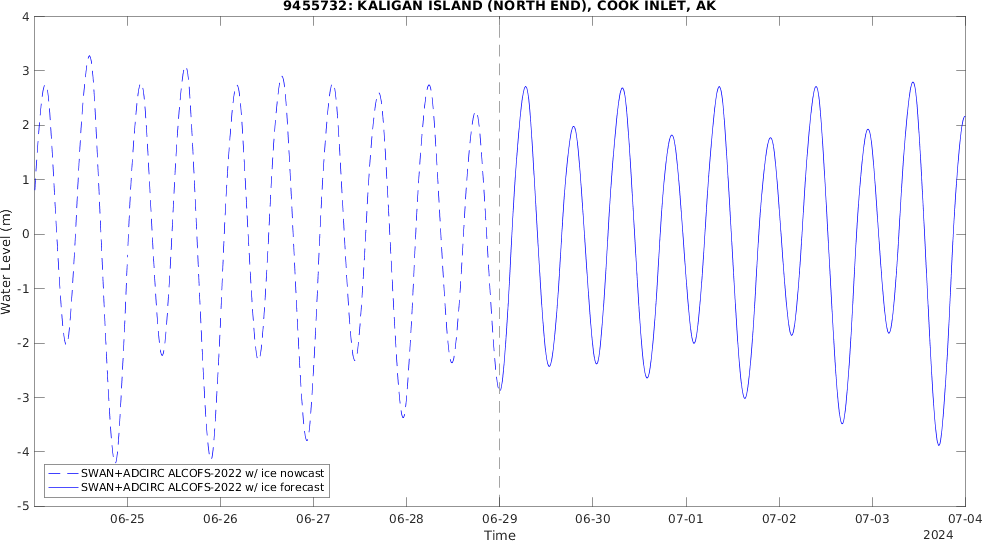 9455732: KALIGAN ISLAND (NORTH END), COOK INLET, AK
4
3
2
1
0
-1
-2
-3
-4
-5
Water Level (m)
SWAN+ADCIRC ALCOFS-2022 w/ ice nowcast
SWAN+ADCIRC ALCOFS-2022 w/ ice forecast
06-25 06-26 06-27 06-28 06-29 06-30 07-01 07-02 07-03 07-04
Time
2024